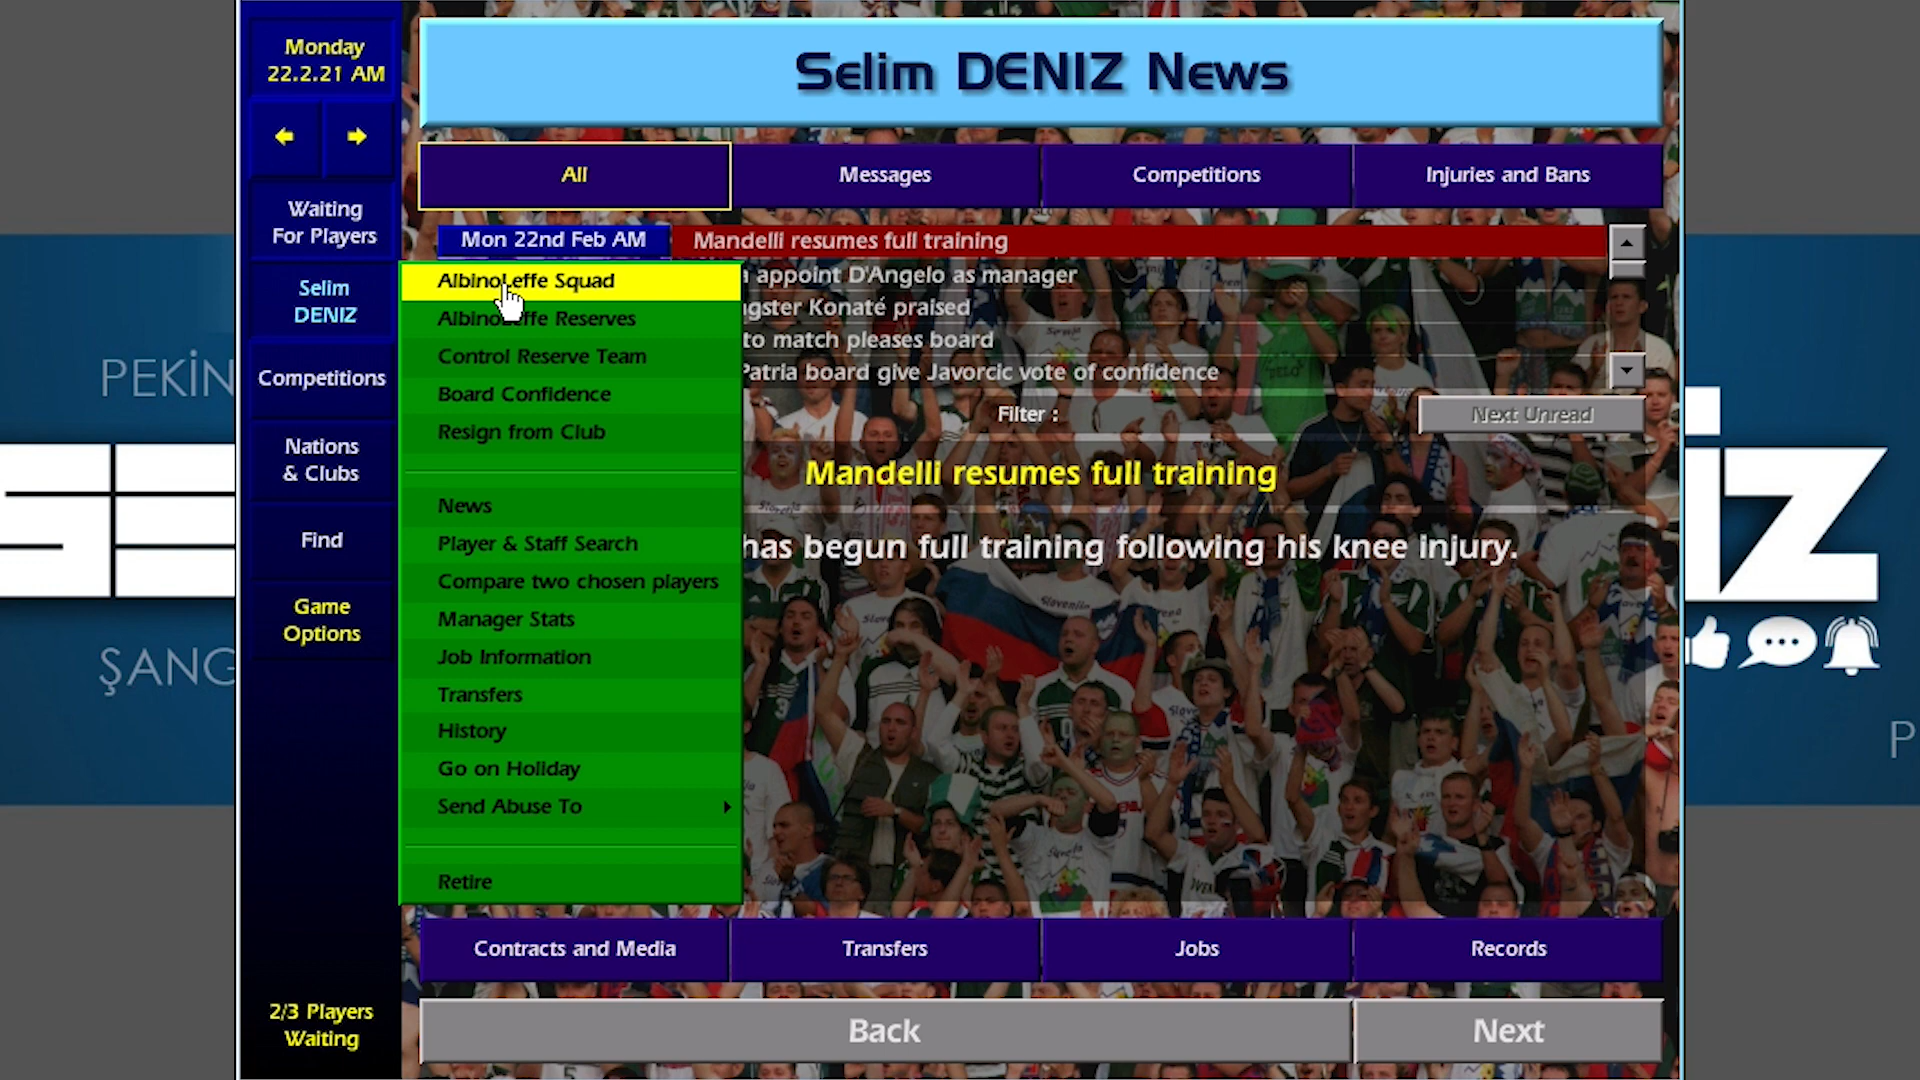 Monday
22.2.21 AM
Waiting
For Players
Selim
DENIZ
Competitions
Nations
& Clubs
Find
Game
Options
2/3 Players
Waiting
Selim DENIZ News
All
Messages
Competitions
Injuries and Bans
Mon 22nd Feb AM
Mandelli resumes full training
appoint D'Angelo as manager
Konaté praised
to match pleases board
Patria board give Javorcic vote of confidence
Filter :
Next Unread
Mandelli resumes full training
has begun full training following his knee injury.
AlbinoLeffe Squad
AlbinoLeffe Reserves
Control Reserve Team
Board Confidence
Resign from Club
News
Player & Staff Search
Compare two chosen players
Manager Stats
Job Information
Transfers
History
Go on Holiday
Send Abuse To
Retire
Contracts and Media
Transfers
Jobs
Records
Back
Next
PEKİN
ŞANG